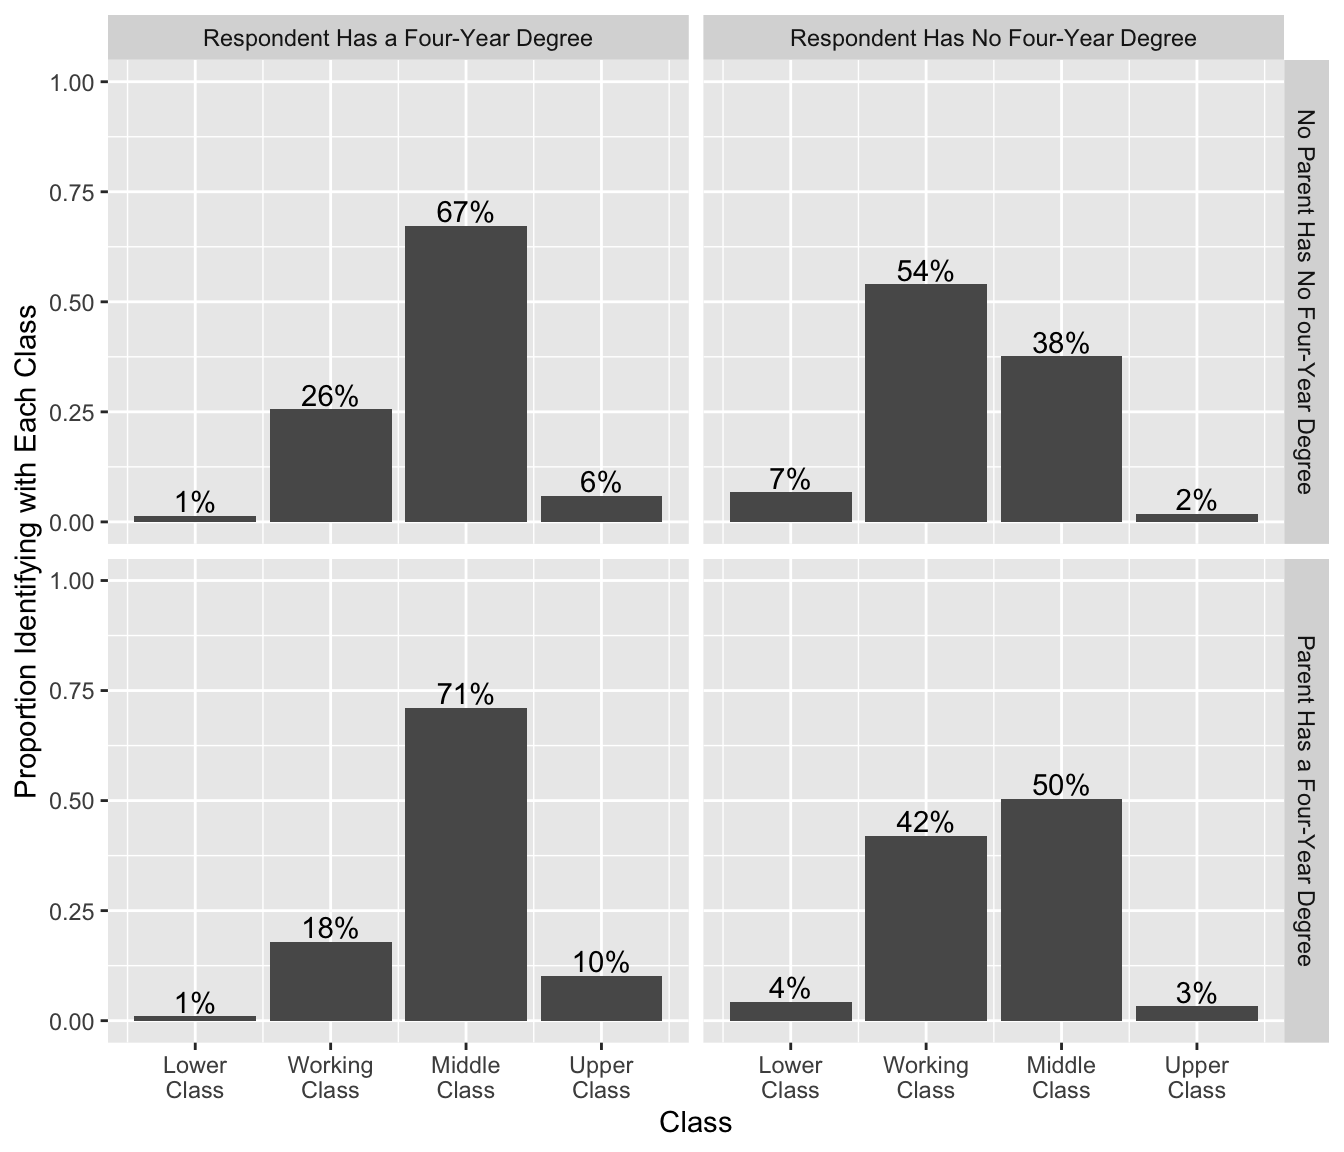 Respondent Has a Four-Year Degree
Respondent Has No Four-Year Degree
Proportion Identifying with Each Class
1.00
0.75
0.50
0.25
0.00
1%
26%
67%
6%
7%
54%
38%
2%
No Parent Has No Four-Year Degree
1.00
0.75
0.50
0.25
0.00
1%
18%
71%
10%
4%
42%
50%
3%
Parent Has a Four-Year Degree
Lower
Class
Working
Class
Middle
Class
Upper
Class
Lower
Class
Working
Class
Middle
Class
Upper
Class
Class